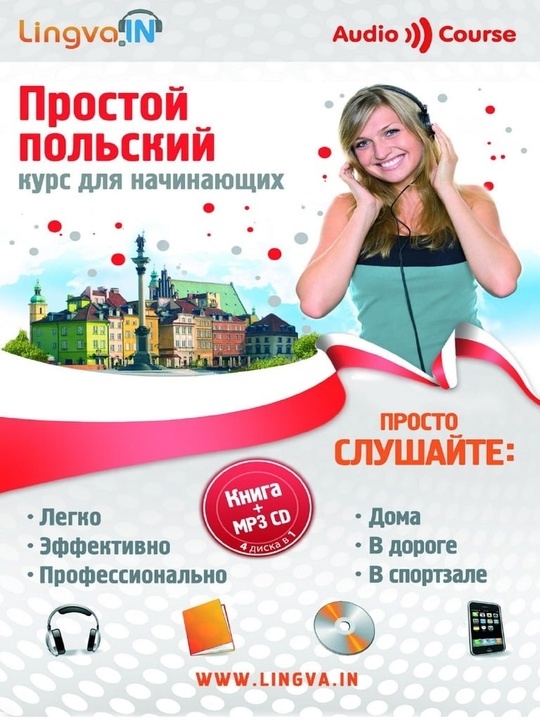 Lingva.IN
Audio Course
Простой
польский
курс для начинающих
ПРОСТО
СЛУШАЙТЕ:
Книга
+
MP3 CD
4 диска в 1
· Легко
· Эффективно
· Профессионально
· Дома
· В дороге
· В спортзале
WWW.LINGVA.IN